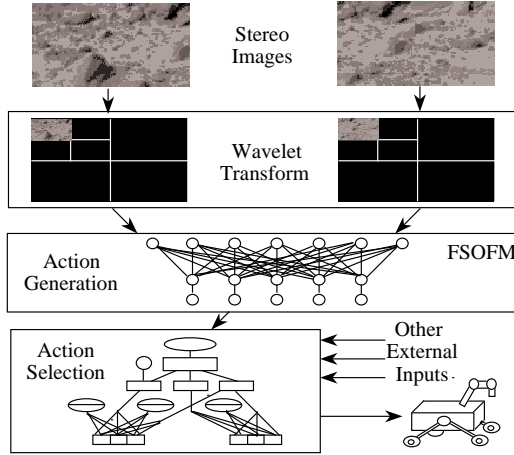 Stereo
Images
Wavelet
Transform
Action
Generation
FSOFM
Action
Selection
Other
External
Inputs